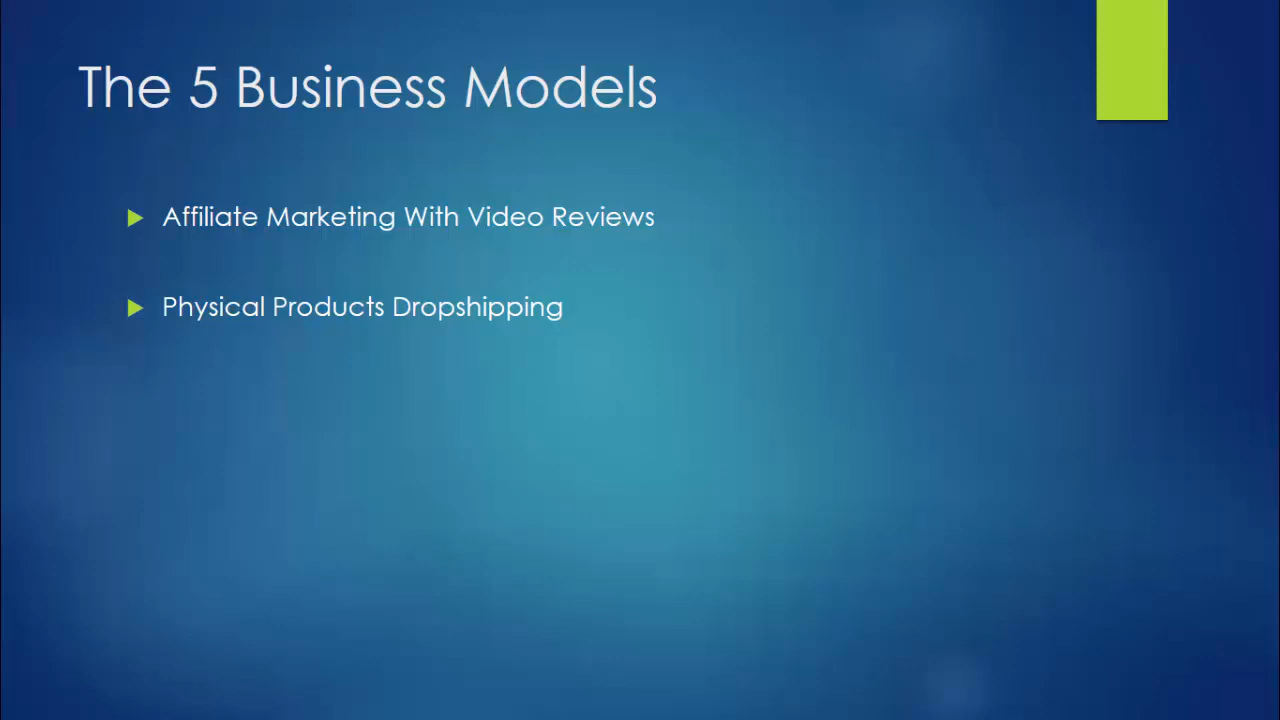 The 5 Business Models
Affiliate Marketing With Video Reviews
Physical Products Dropshipping